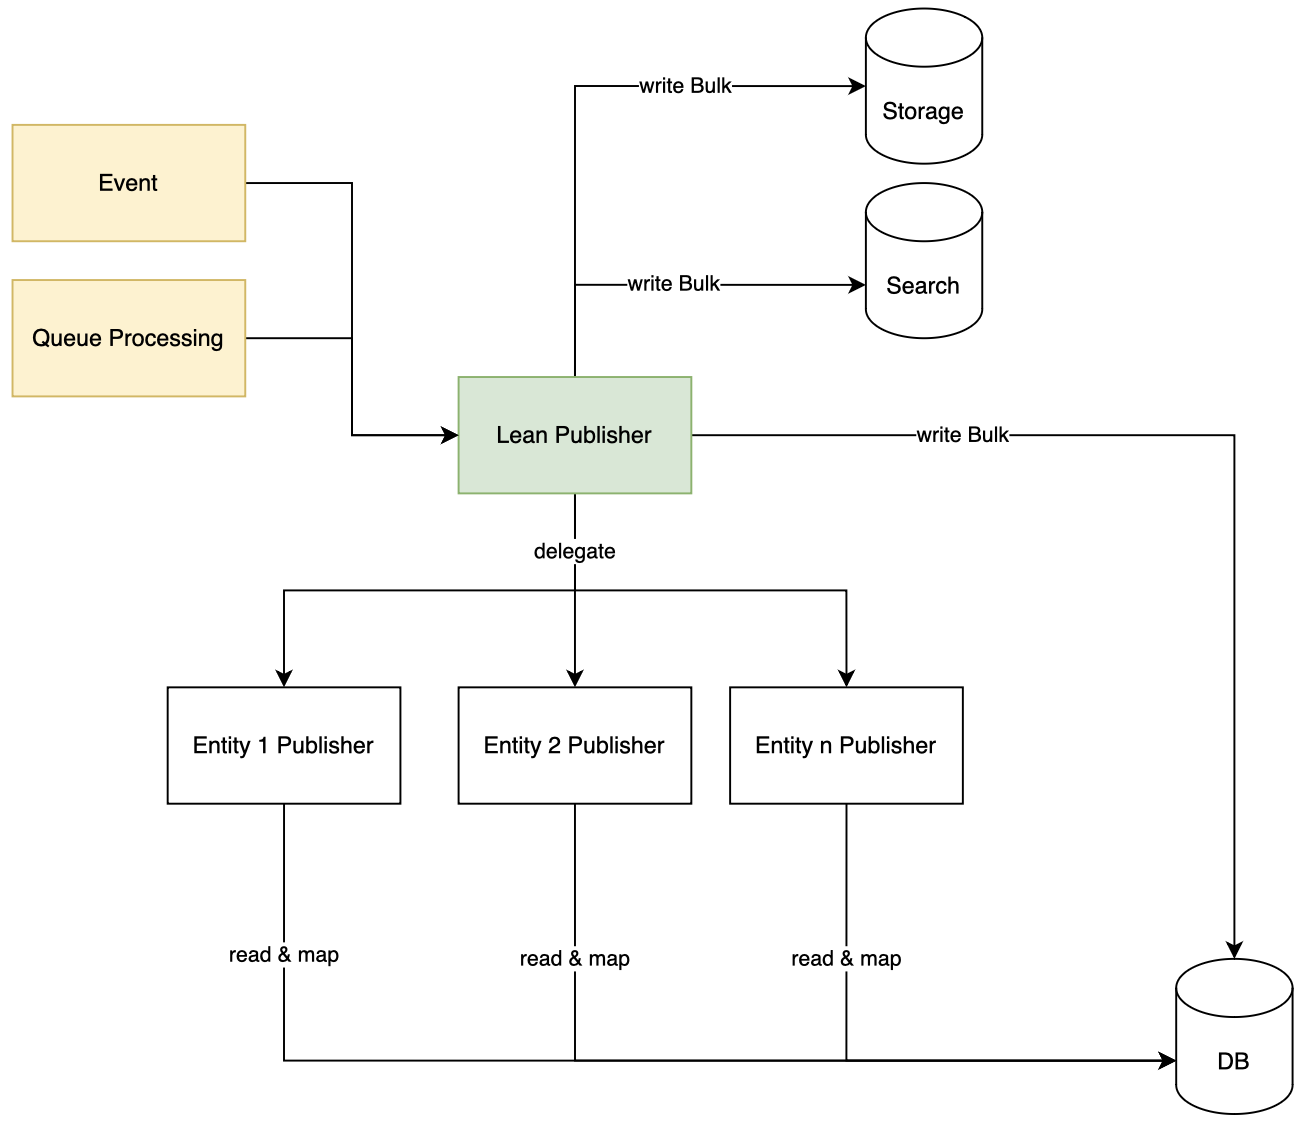 write Bulk
Storage
Event
write Bulk
Search
Queue Processing
Lean Publisher
write Bulk
delegate
Entity 1 Publisher
Entity 2 Publisher
Entity n Publisher
read & map
read & map
read & map
DB